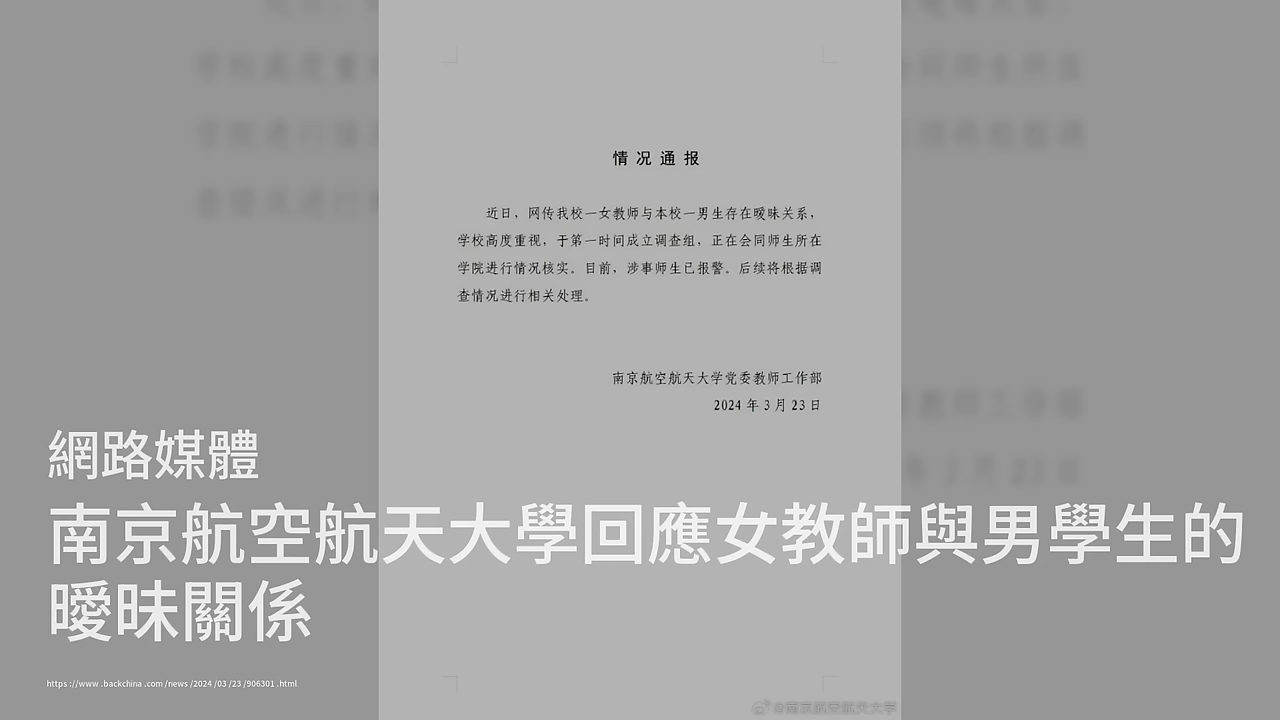 情况通报
近日，网传我校一女教师与本校一男生存在暧昧关系，
学校高度重视，于第一时间成立调查组，正在会同师生所在
学院进行情况核实。目前，涉事师生已报警。后续将根据调
查情况进行相关处理。
南京航空航天大学党委教师工作部
2024 年 3 月 23 日
網路媒體
南京航空航天大學回應女教師與男學生的
曖昧關係
https://www.backchina.com/news/2024/03/23/906301.html
@南京航空航天大学